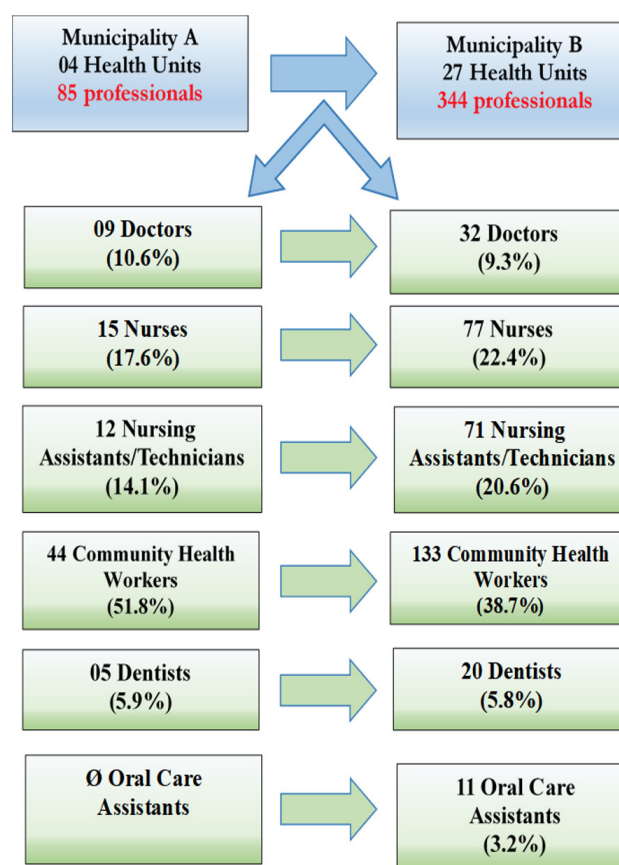 Municipality A
04 Health Units
85 professionals
Municipality B
27 Health Units
344 professionals
09 Doctors
(10.6%)
32 Doctors
(9.3%)
15 Nurses
(17.6%)
77 Nurses
(22.4%)
12 Nursing
Assistants/Technicians
(14.1%)
71 Nursing
Assistants/Technicians
(20.6%)
44 Community Health
Workers
(51.8%)
133 Community Health
Workers
(38.7%)
05 Dentists
(5.9%)
20 Dentists
(5.8%)
Ø Oral Care
Assistants
11 Oral Care
Assistants
(3.2%)